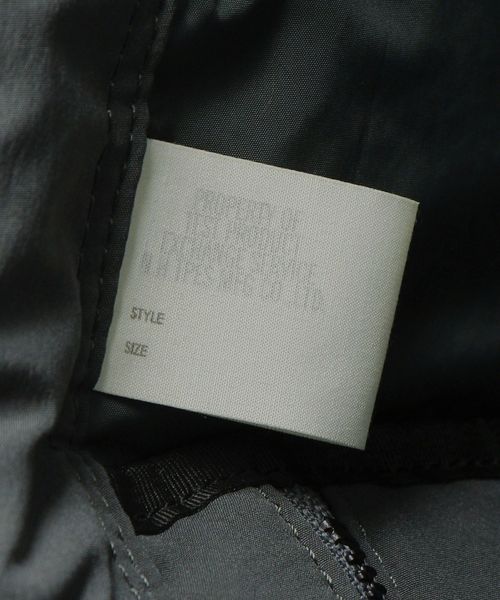 PROPERTY OF
TEST PRODUCT
EXCHANGE SERVICE
MFG CO.,LTD.
STYLE
SIZE